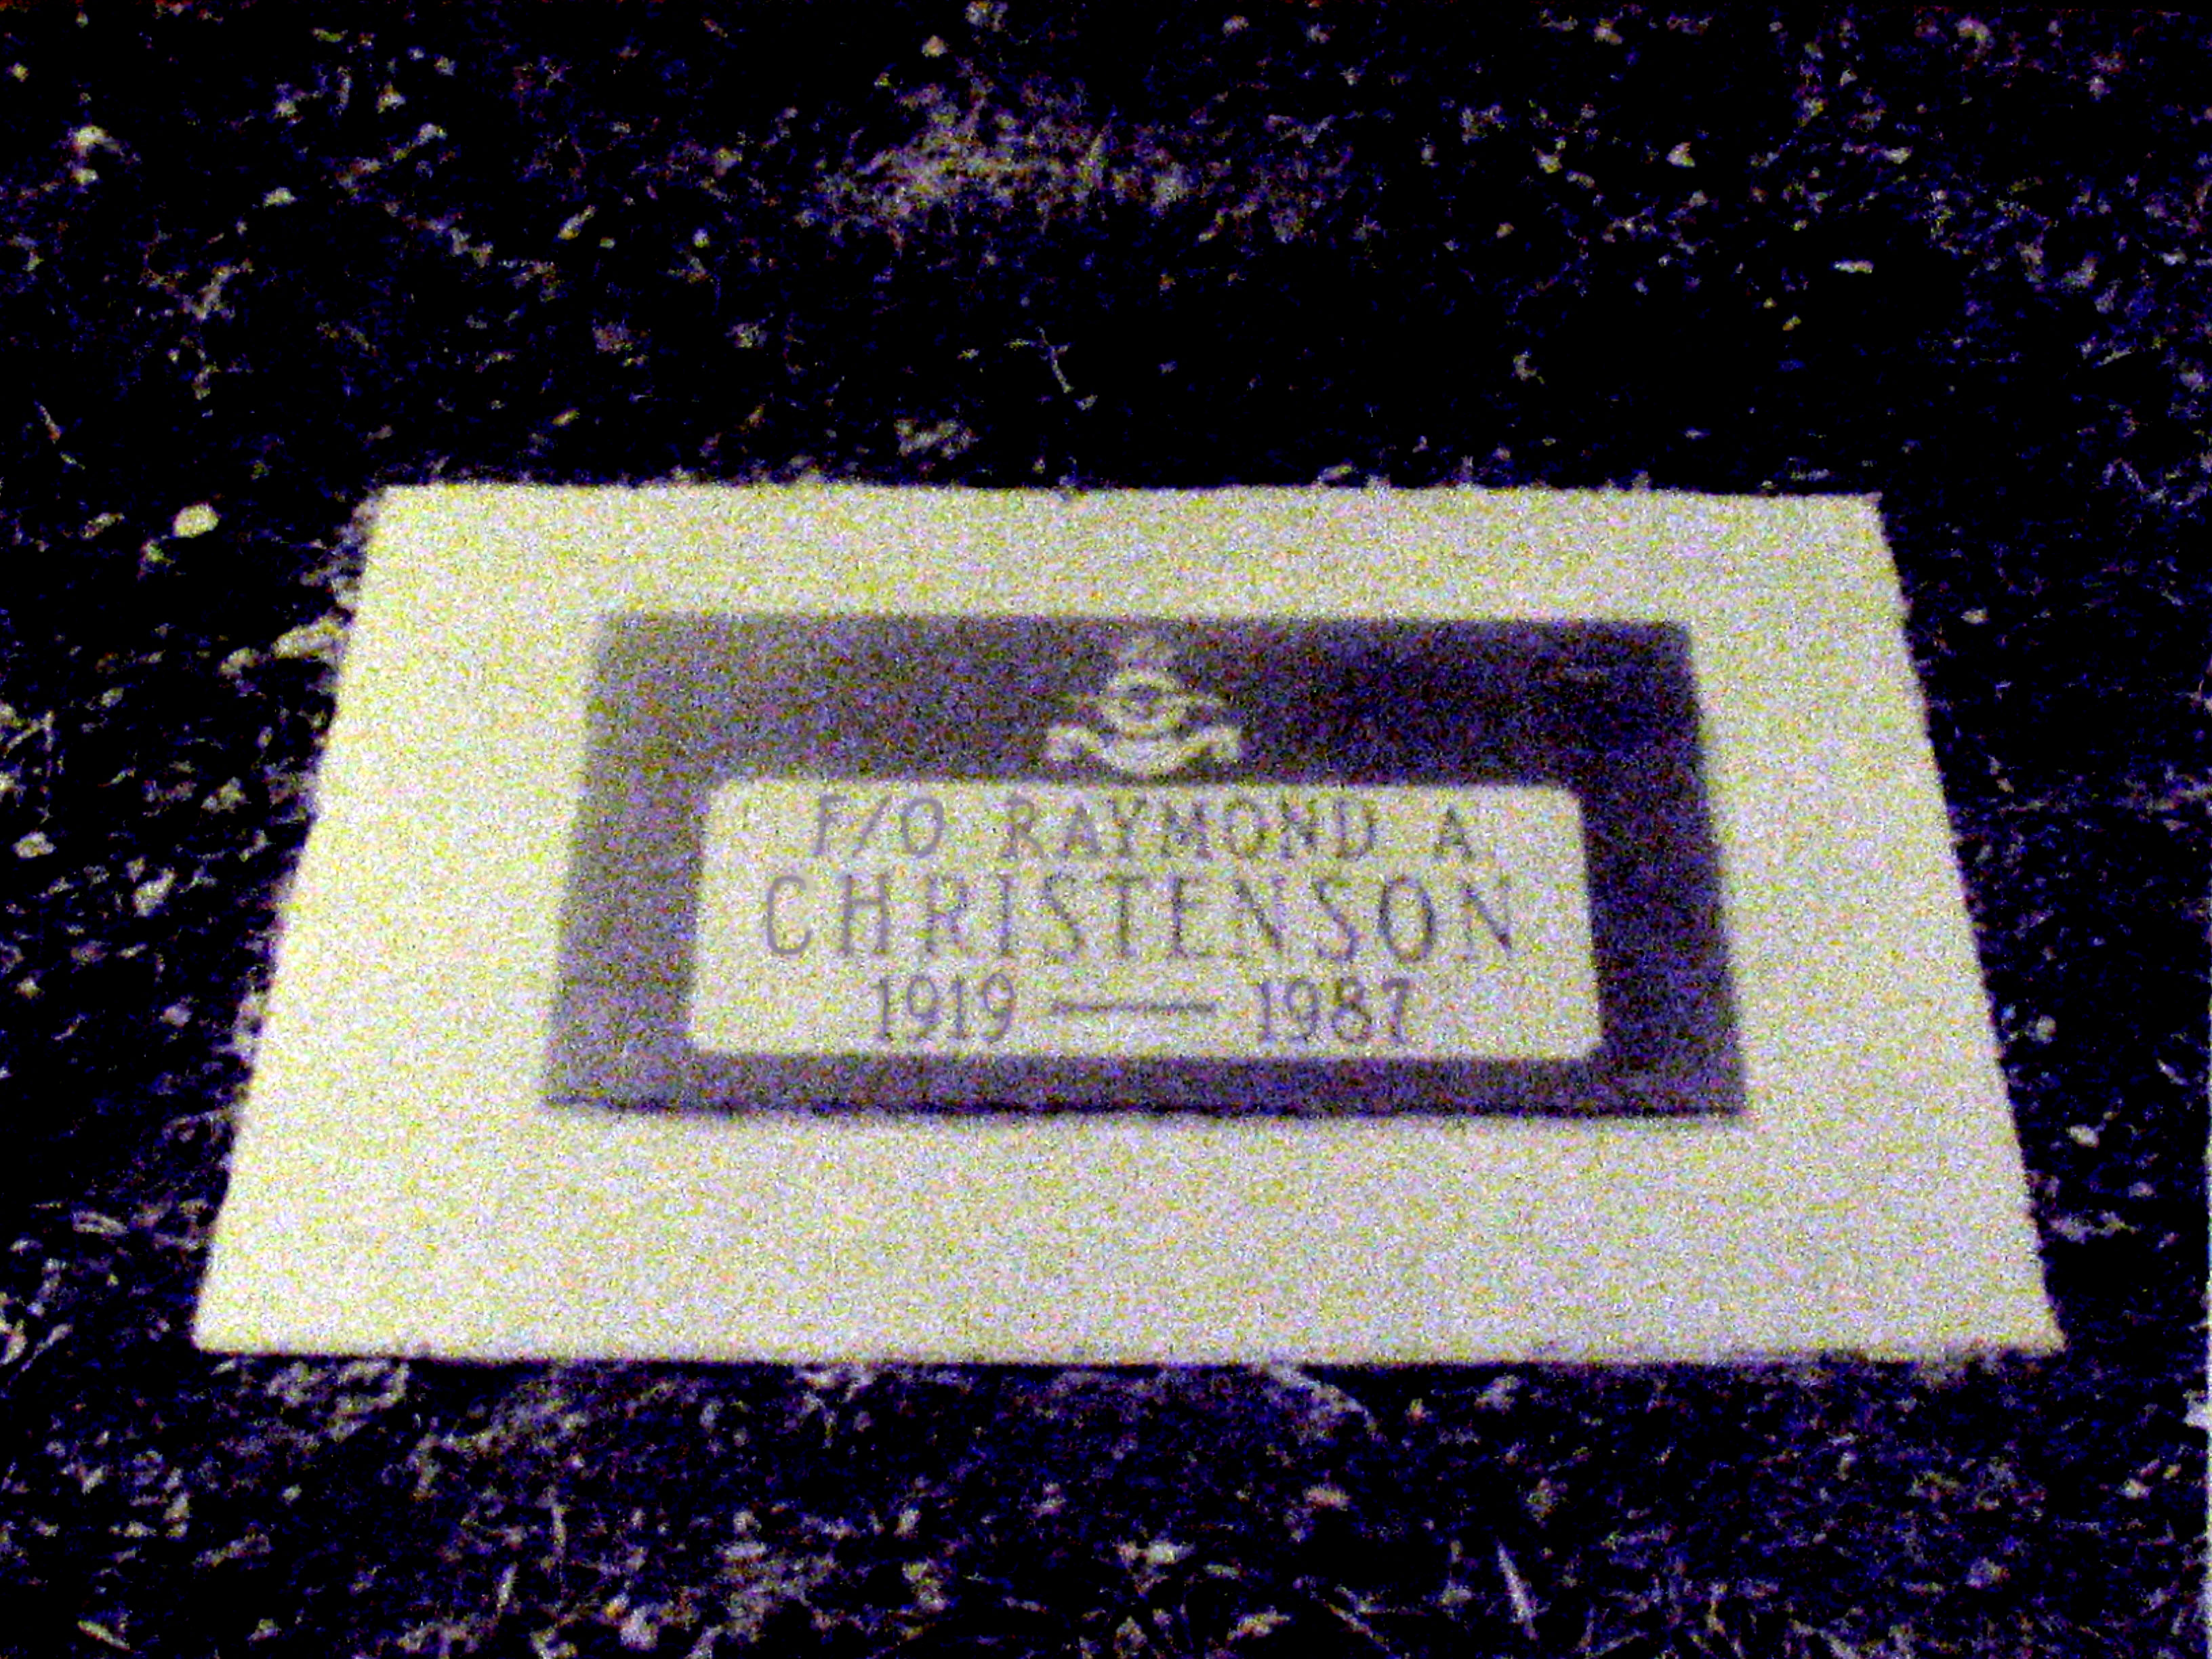 F/O RAYMOND A
CHRISTENSON
1919 — 1987